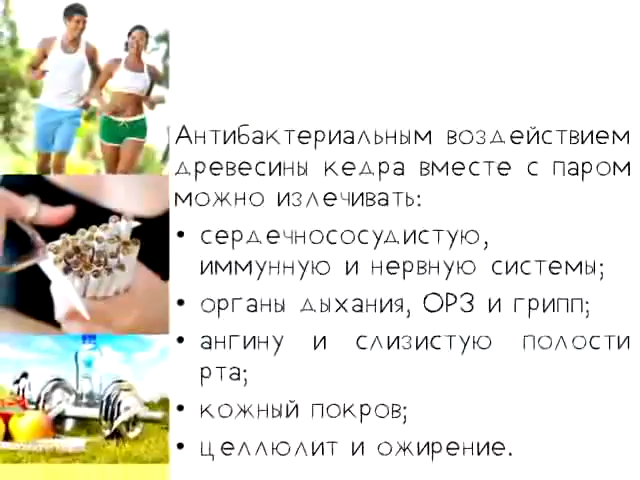 Антибактериальным воздействием
древесины кедра вместе с паром
можно излечивать:
• сердечнососудистую,
иммунную и нервную системы;
• органы дыхания, ОРЗ и грипп;
• ангину и слизистую полости
рта;
• кожный покров;
• целлюлит и ожирение.